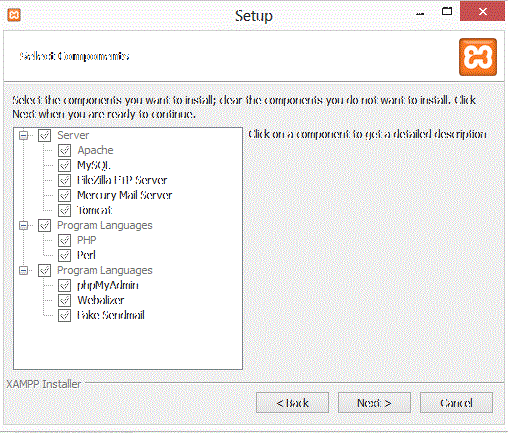 Setup
Select Components
Select the components you want to install; clear the components you do not want to install. Click
Next when you are ready to continue.
Server
Click on a component to get a detailed description
Apache
MySQL
FileZilla FTP Server
Mercury Mail Server
Tomcat
Program Languages
PHP
Perl
Program Languages
phpMyAdmin
Webalizer
Fake Sendmail
XAMPP Installer
< Back
Next >
Cancel